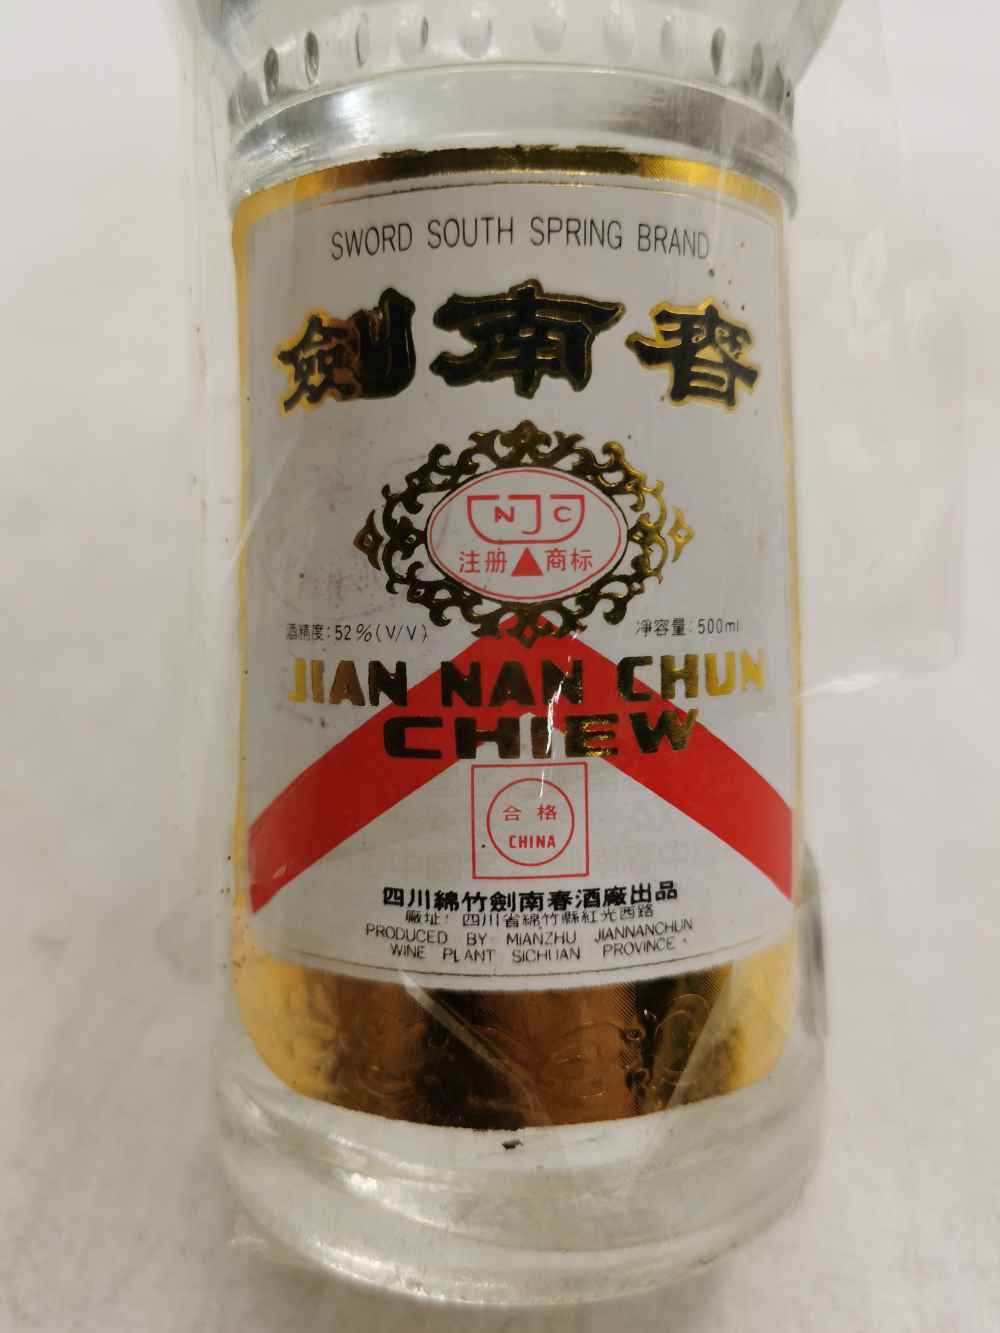 SWORD SOUTH SPRING BRAND
劍南春
NJC
注册▲商标
酒精度:52%(V/V)
淨容量:500ml
JIAN NAN CHUN
CHIEW
合格
CHINA
四川綿竹劍南春酒廠出品
廠址:四川省綿竹縣紅光西路
PRODUCED BY MIANZHU JIANNANCHUN
WINE PLANT SICHUAN PROVINCE